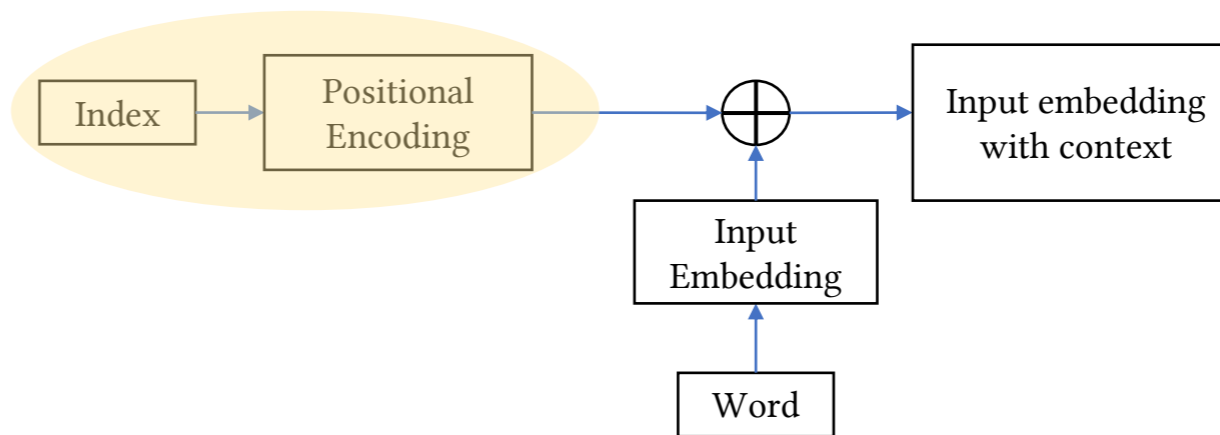 Index
Positional
Encoding
Input embedding
with context
Input
Embedding
Word